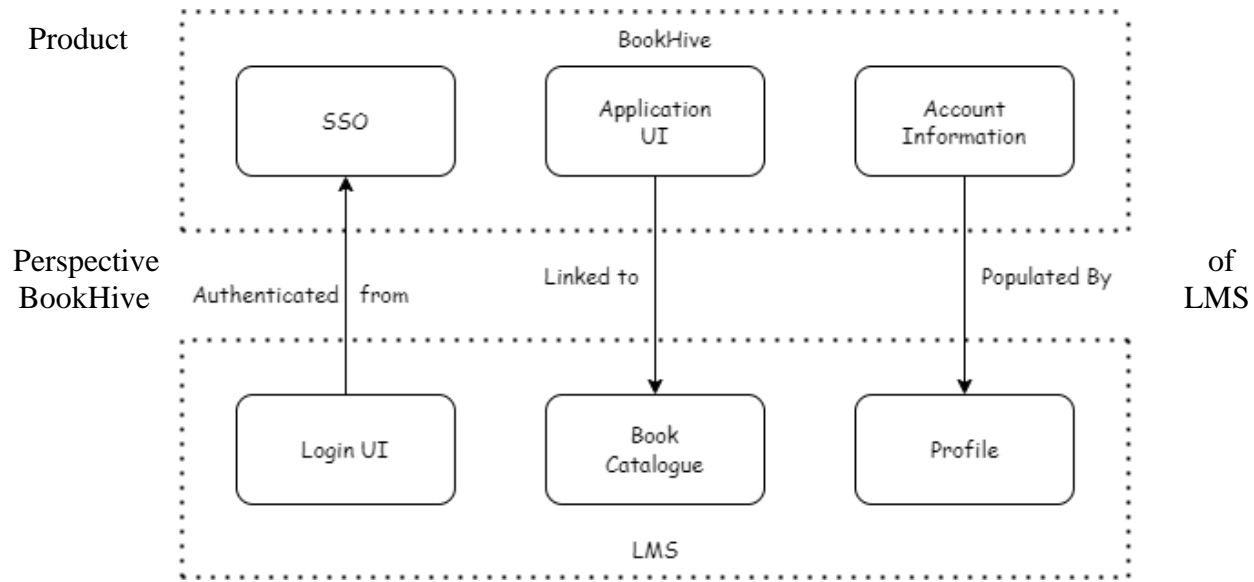 Product
BookHive
SSO
Application
UI
Account
Information
Perspective of
BookHive LMS
Authenticated from
Linked to
Populated By
Login UI
Book
Catalogue
Profile
LMS